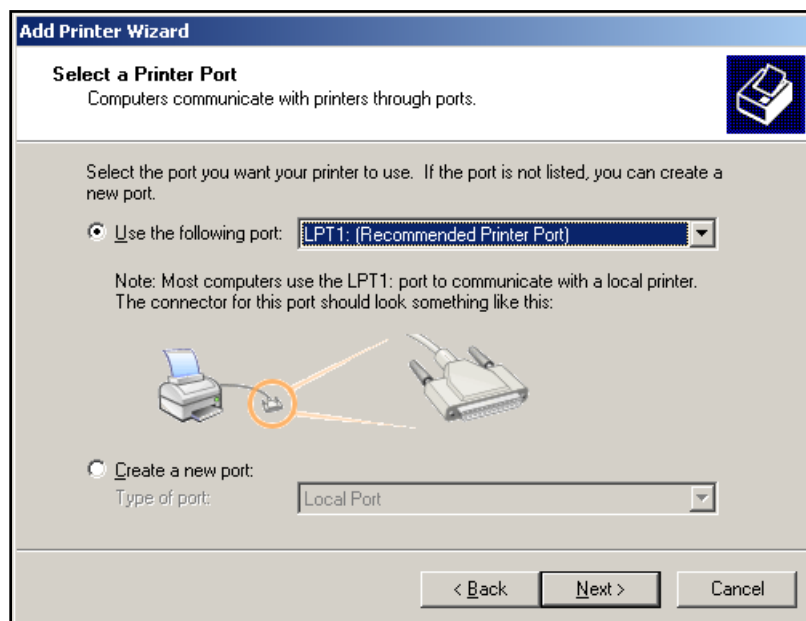 Add Printer Wizard
Select a Printer Port
Computers communicate with printers through ports.
Select the port you want your printer to use. If the port is not listed, you can create a
new port.
Use the following port: LPT1: (Recommended Printer Port)
Note: Most computers use the LPT1: port to communicate with a local printer.
The connector for this port should look something like this:
Create a new port:
Type of port: Local Port
< Back Next > Cancel